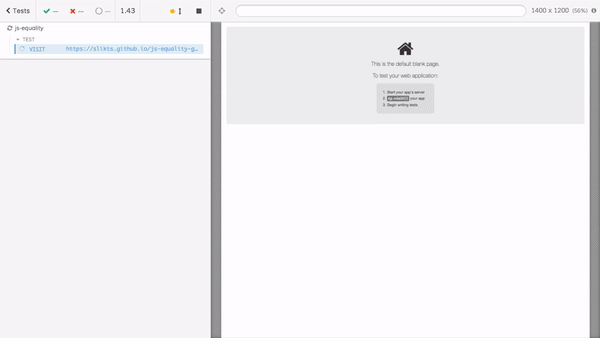 Tests
--
--
--
1.43
1400 x 1200 (56%)
js-equality
TEST
VISIT https://slikts.github.io/js-equality-g...
This is the default blank page.
To test your web application:
1. Start your app's server
2. cy.visit() your app
3. Begin writing tests